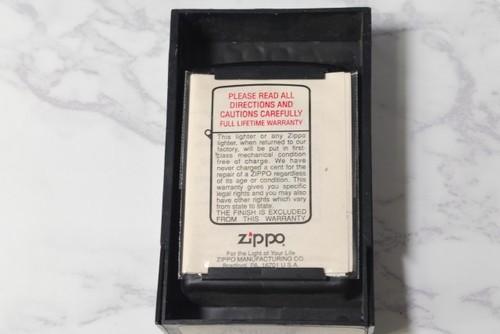 PLEASE READ ALL
DIRECTIONS AND
CAUTIONS CAREFULLY
FULL LIFETIME WARRANTY
This lighter or any Zippo
lighter, when returned to our
factory, will be put in first-
class mechanical condition
free of charge. We have
never charged a cent for the
repair of a ZIPPO regardless
of its age or condition. This
warranty gives you specific
legal rights and you may also
have other rights which vary
from state to state.
THE FINISH IS EXCLUDED
FROM THIS WARRANTY.
zippo
For the Light of Your Life
ZIPPO MANUFACTURING CO.
Bradford, PA. 16701 U.S.A.